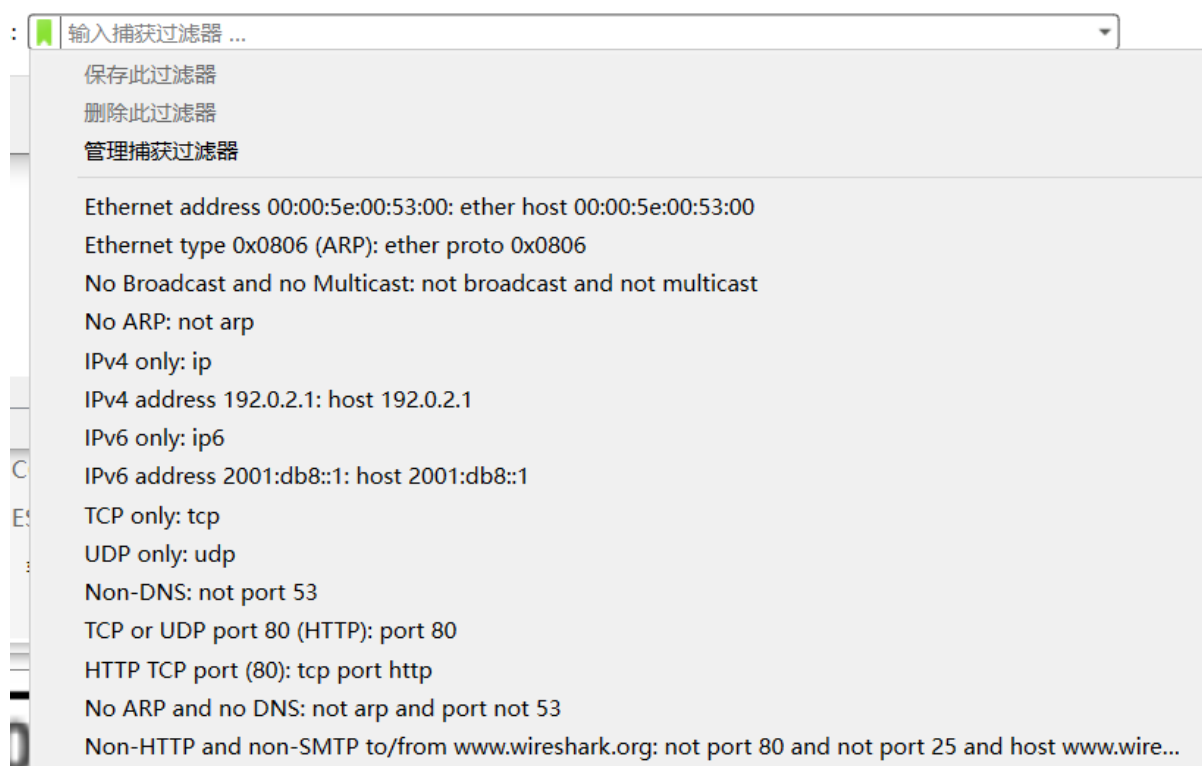 : 输入捕获过滤器 ...
保存此过滤器
删除此过滤器
管理捕获过滤器
Ethernet address 00:00:5e:00:53:00: ether host 00:00:5e:00:53:00
Ethernet type 0x0806 (ARP): ether proto 0x0806
No Broadcast and no Multicast: not broadcast and not multicast
No ARP: not arp
IPv4 only: ip
IPv4 address 192.0.2.1: host 192.0.2.1
IPv6 only: ip6
IPv6 address 2001:db8::1: host 2001:db8::1
TCP only: tcp
UDP only: udp
Non-DNS: not port 53
TCP or UDP port 80 (HTTP): port 80
HTTP TCP port (80): tcp port http
No ARP and no DNS: not arp and port not 53
Non-HTTP and non-SMTP to/from www.wireshark.org: not port 80 and not port 25 and host www.wire...